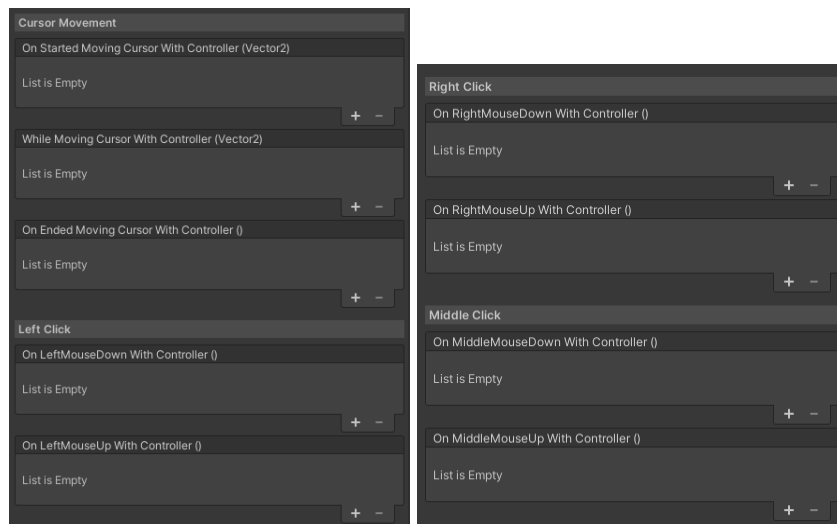 Cursor Movement
On Started Moving Cursor With Controller (Vector2)
List is Empty
While Moving Cursor With Controller (Vector2)
List is Empty
On Ended Moving Cursor With Controller ()
List is Empty
Left Click
On LeftMouseDown With Controller ()
List is Empty
On LeftMouseUp With Controller ()
List is Empty
Right Click
On RightMouseDown With Controller ()
List is Empty
On RightMouseUp With Controller ()
List is Empty
Middle Click
On MiddleMouseDown With Controller ()
List is Empty
On MiddleMouseUp With Controller ()
List is Empty